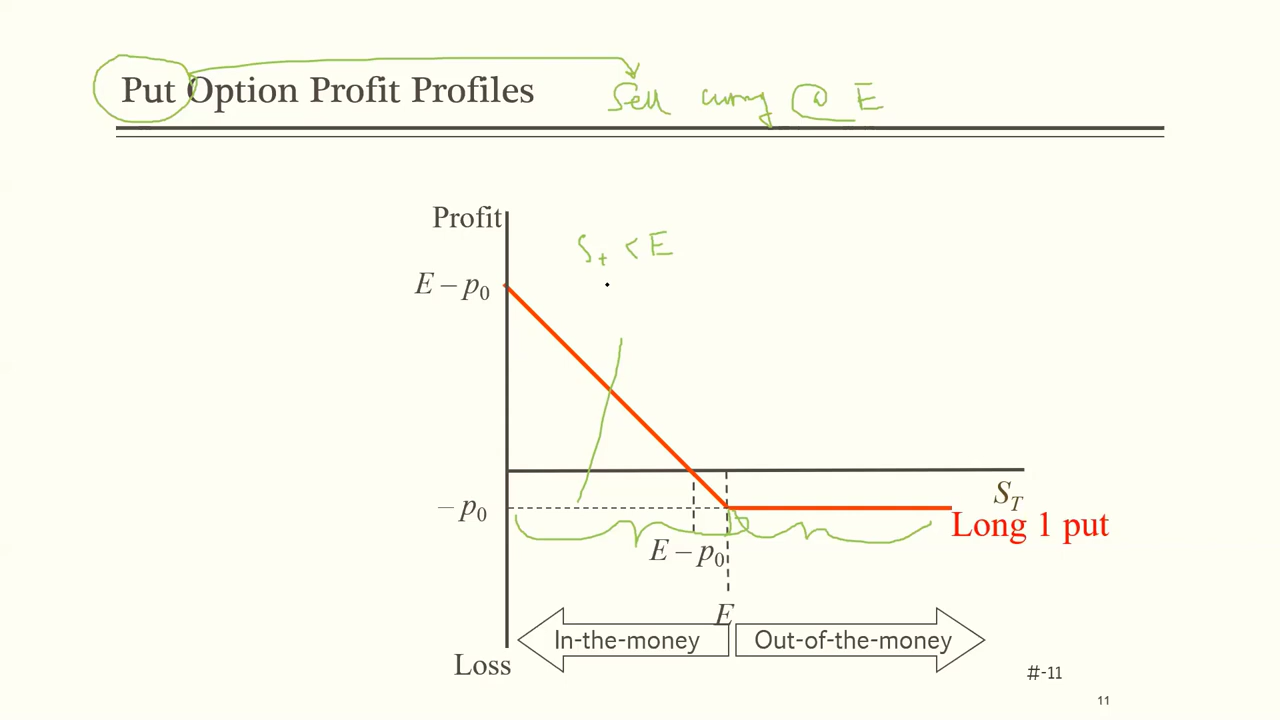 Put Option Profit Profiles
Sell curny @ E
Profit
S_t < E
E – p₀
– p₀
S_T
Long 1 put
E – p₀
E
In-the-money
Out-of-the-money
Loss
#-11
11